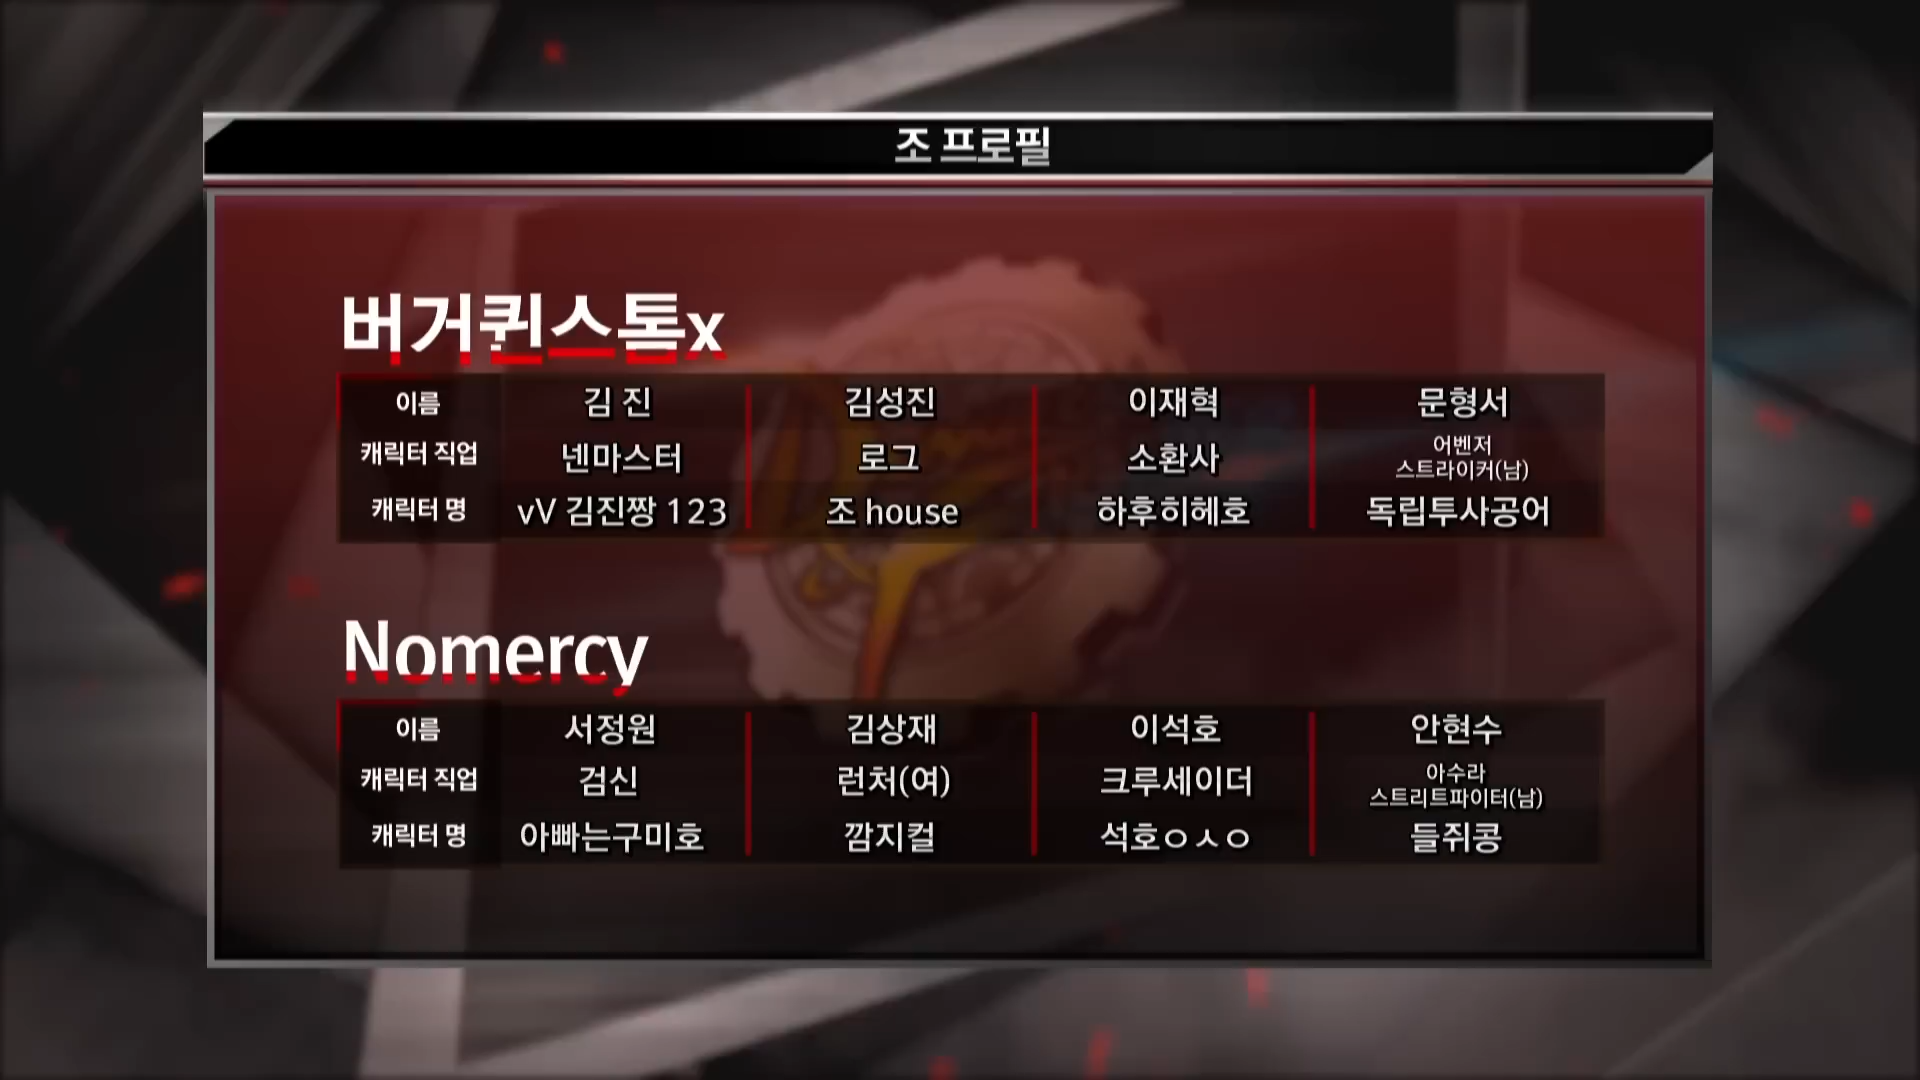 조 프로필
버거퀸스톰x
이름 김 진 김성진 이재혁 문형서
캐릭터 직업 넨마스터 로그 소환사 어벤저
스트라이커(남)
캐릭터 명 vV 김진짱 123 조 house 하후히헤호 독립투사공어
Nomercy
이름 서정원 김상재 이석호 안현수
캐릭터 직업 검신 런처(여) 크루세이더 아수라
스트리트파이터(남)
캐릭터 명 아빠는구미호 깜지컬 석호ㅇㅅㅇ 들쥐콩